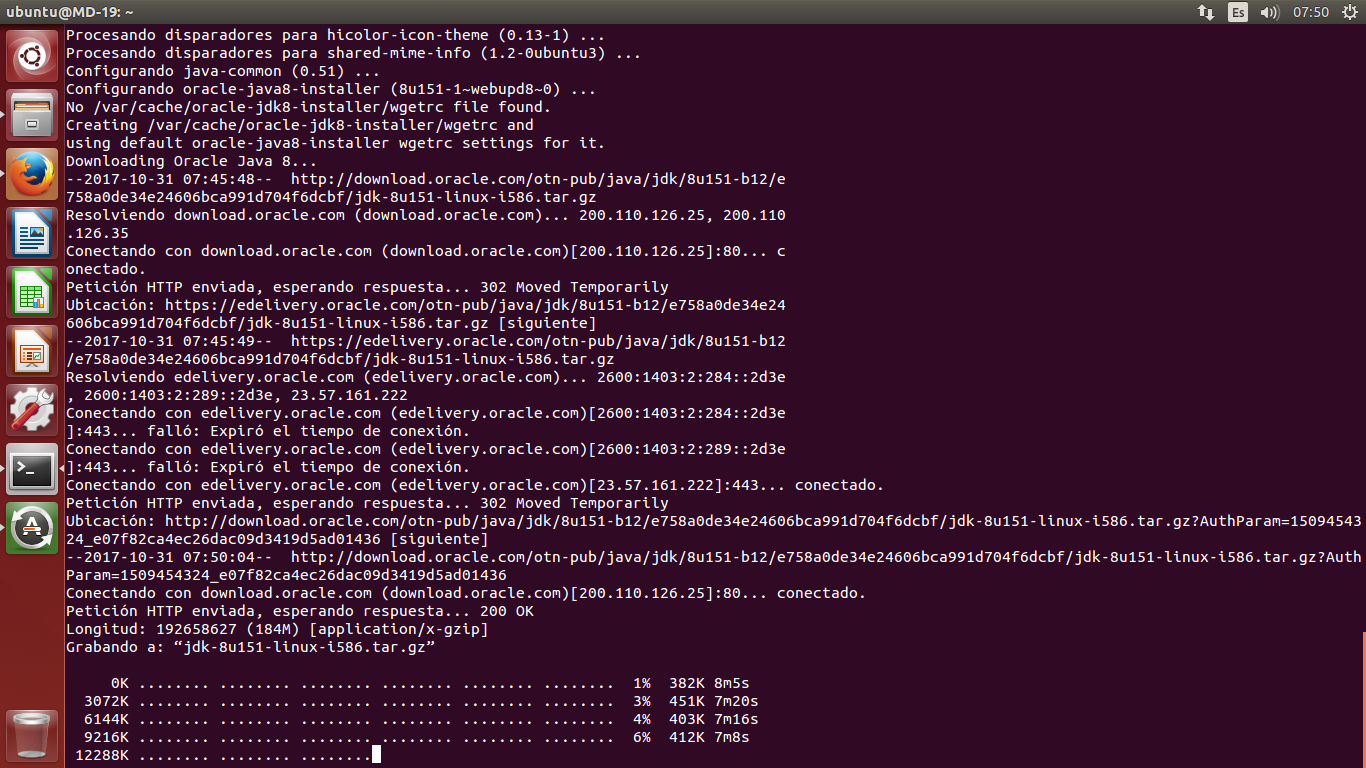 ubuntu@MD-19: ~
Es
07:50
Procesando disparadores para hicolor-icon-theme (0.13-1) ...
Procesando disparadores para shared-mime-info (1.2-0ubuntu3) ...
Configurando java-common (0.51) ...
Configurando oracle-java8-installer (8u151-1~webupd8~0) ...
No /var/cache/oracle-jdk8-installer/wgetrc file found.
Creating /var/cache/oracle-jdk8-installer/wgetrc and
using default oracle-java8-installer wgetrc settings for it.
Downloading Oracle Java 8...
--2017-10-31 07:45:48--  http://download.oracle.com/otn-pub/java/jdk/8u151-b12/e
758a0de34e24606bca991d704f6dcbf/jdk-8u151-linux-i586.tar.gz
Resolviendo download.oracle.com (download.oracle.com)... 200.110.126.25, 200.110
.126.35
Conectando con download.oracle.com (download.oracle.com)[200.110.126.25]:80... c
onectado.
Petición HTTP enviada, esperando respuesta... 302 Moved Temporarily
Ubicación: https://edelivery.oracle.com/otn-pub/java/jdk/8u151-b12/e758a0de34e24
606bca991d704f6dcbf/jdk-8u151-linux-i586.tar.gz [siguiente]
--2017-10-31 07:45:49--  https://edelivery.oracle.com/otn-pub/java/jdk/8u151-b12
/e758a0de34e24606bca991d704f6dcbf/jdk-8u151-linux-i586.tar.gz
Resolviendo edelivery.oracle.com (edelivery.oracle.com)... 2600:1403:2:284::2d3e
, 2600:1403:2:289::2d3e, 23.57.161.222
Conectando con edelivery.oracle.com (edelivery.oracle.com)[2600:1403:2:284::2d3e
]:443... falló: Expiró el tiempo de conexión.
Conectando con edelivery.oracle.com (edelivery.oracle.com)[2600:1403:2:289::2d3e
]:443... falló: Expiró el tiempo de conexión.
Conectando con edelivery.oracle.com (edelivery.oracle.com)[23.57.161.222]:443... conectado.
Petición HTTP enviada, esperando respuesta... 302 Moved Temporarily
Ubicación: http://download.oracle.com/otn-pub/java/jdk/8u151-b12/e758a0de34e24606bca991d704f6dcbf/jdk-8u151-linux-i586.tar.gz?AuthParam=15094543
24_e07f82ca4ec26dac09d3419d5ad01436 [siguiente]
--2017-10-31 07:50:04--  http://download.oracle.com/otn-pub/java/jdk/8u151-b12/e758a0de34e24606bca991d704f6dcbf/jdk-8u151-linux-i586.tar.gz?Auth
Param=1509454324_e07f82ca4ec26dac09d3419d5ad01436
Conectando con download.oracle.com (download.oracle.com)[200.110.126.25]:80... conectado.
Petición HTTP enviada, esperando respuesta... 200 OK
Longitud: 192658627 (184M) [application/x-gzip]
Grabando a: “jdk-8u151-linux-i586.tar.gz”
0K ........ ........ ........ ........ ........ ........  1%  382K 8m5s
3072K ........ ........ ........ ........ ........ ........  3%  451K 7m20s
6144K ........ ........ ........ ........ ........ ........  4%  403K 7m16s
9216K ........ ........ ........ ........ ........ ........  6%  412K 7m8s
12288K ........ ........ ........